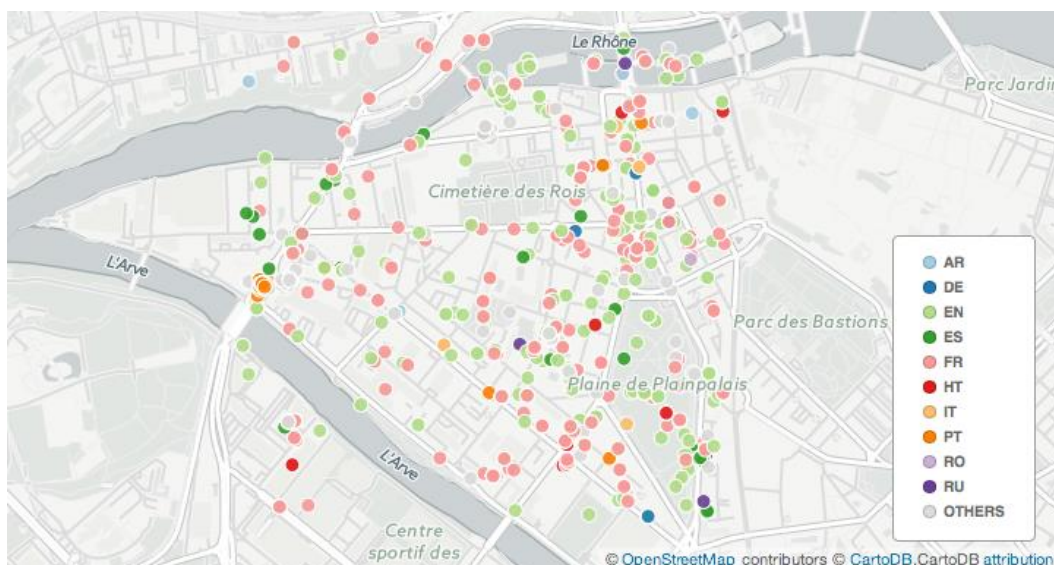 Le Rhône
Parc Jardin
Cimetière des Rois
L'Arve
Parc des Bastions
Plaine de Plainpalais
L'Arve
Centre
sportif des
AR
DE
EN
ES
FR
HT
IT
PT
RO
RU
OTHERS
© OpenStreetMap contributors © CartoDB,CartoDB attribution